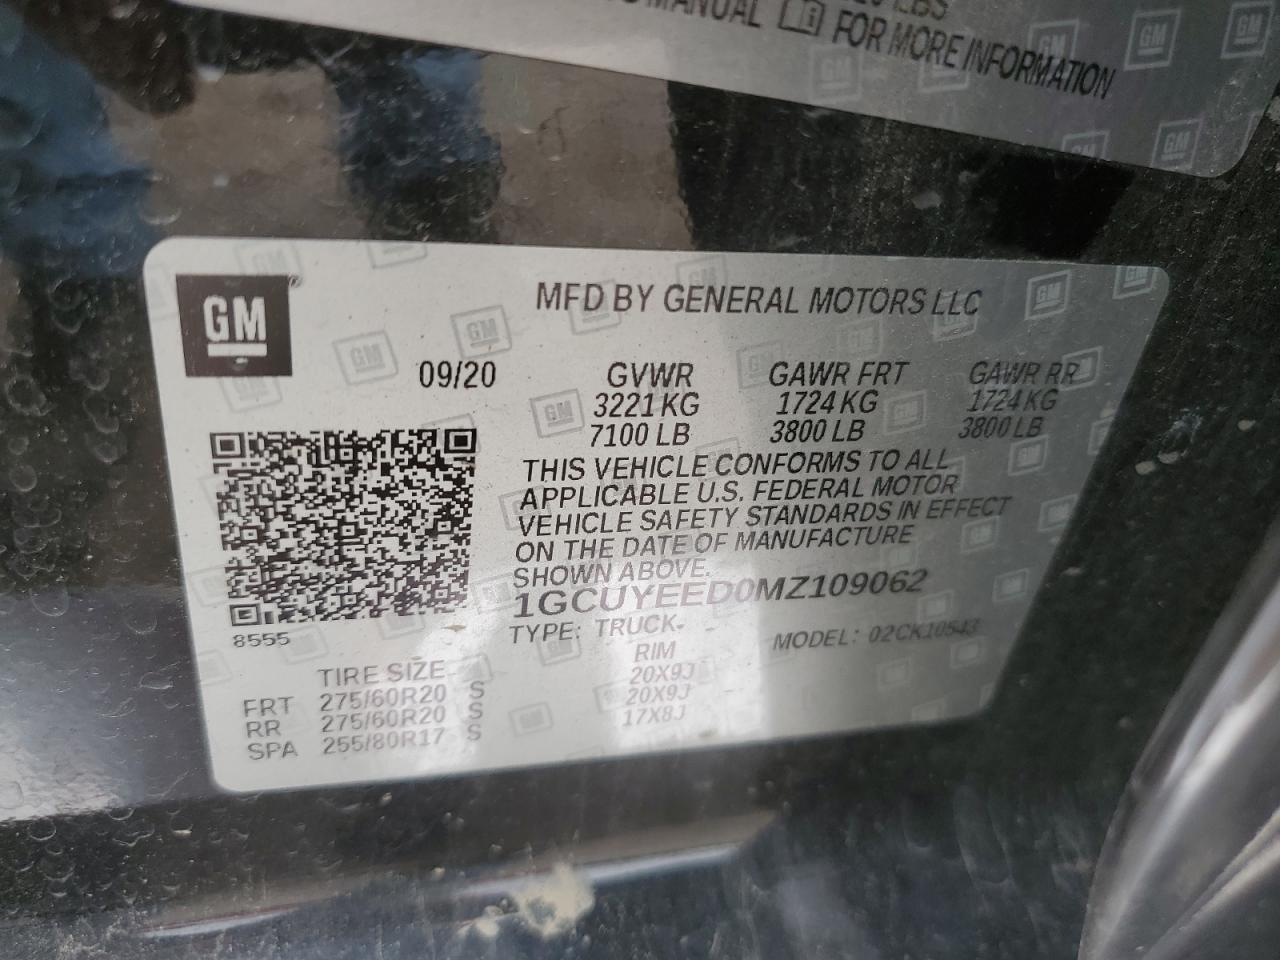 LBS
MANUAL FOR MORE INFORMATION
GM
MFD BY GENERAL MOTORS LLC
09/20 GVWR GAWR FRT GAWR RR
3221 KG 1724 KG 1724 KG
7100 LB 3800 LB 3800 LB
THIS VEHICLE CONFORMS TO ALL
APPLICABLE U.S. FEDERAL MOTOR
VEHICLE SAFETY STANDARDS IN EFFECT
ON THE DATE OF MANUFACTURE
SHOWN ABOVE.
1GCUYEED0MZ109062
8555
TYPE: TRUCK MODEL: 02CK10543
TIRE SIZE RIM
FRT 275/60R20 S 20X9J
RR 275/60R20 S 20X9J
SPA 255/80R17 S 17X8J